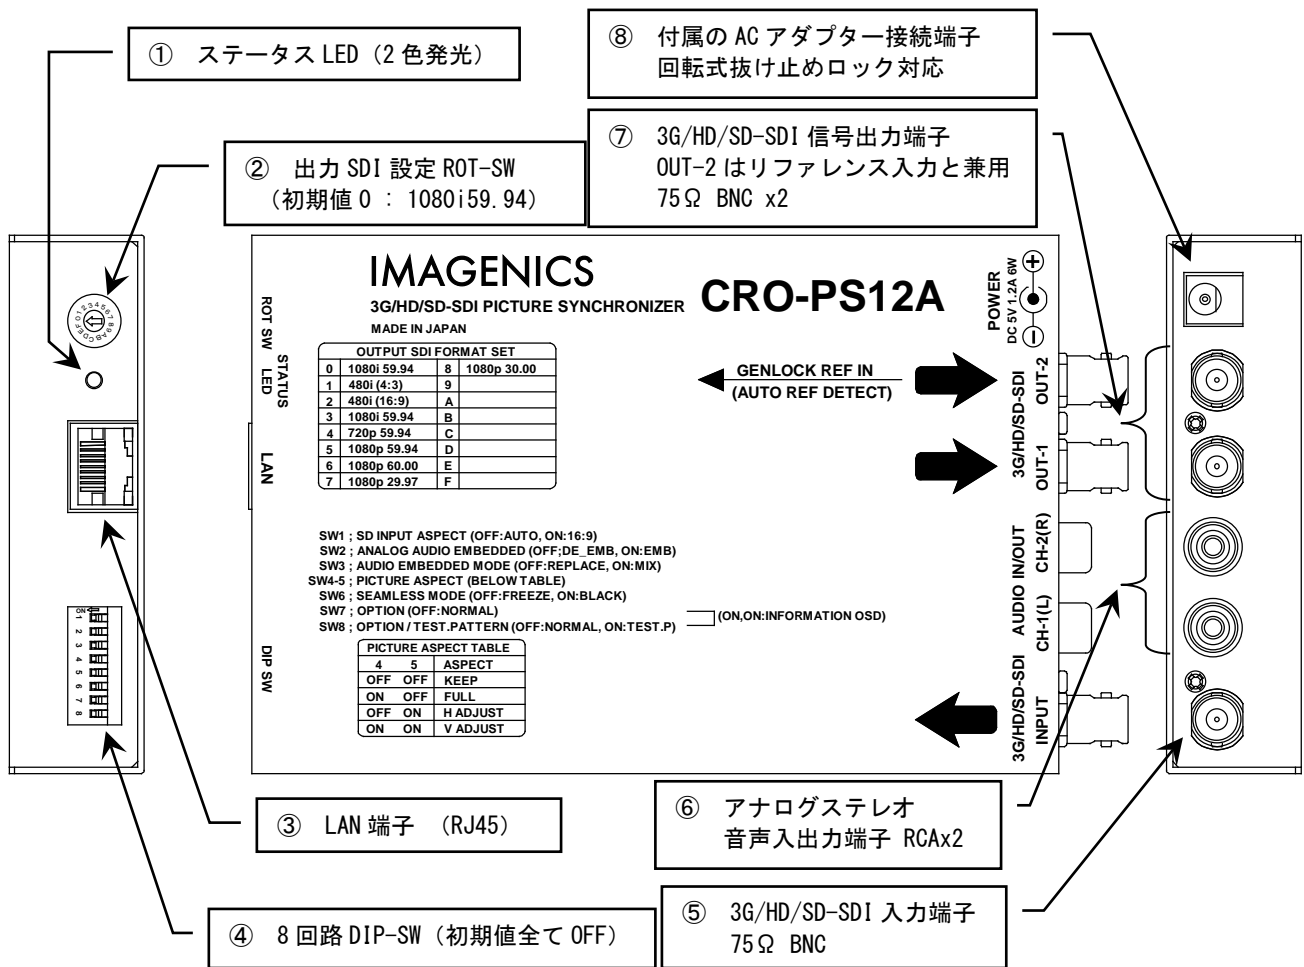 ① ステータス LED（2 色発光）
② 出力 SDI 設定 ROT-SW
（初期値 0 ： 1080i59.94）
⑧ 付属の AC アダプター接続端子
回転式抜け止めロック対応
⑦ 3G/HD/SD-SDI 信号出力端子
OUT-2 はリファレンス入力と兼用
75Ω BNC x2
IMAGENICS
3G/HD/SD-SDI PICTURE SYNCHRONIZER
CRO-PS12A
MADE IN JAPAN
POWER
DC 5V 1.2A 6W
ROT SW
STATUS
LED
LAN
DIP SW
0123456789ABCDEF
OUTPUT SDI FORMAT SET
0 1080i 59.94 8 1080p 30.00
1 480i (4:3) 9
2 480i (16:9) A
3 1080i 59.94 B
4 720p 59.94 C
5 1080p 59.94 D
6 1080p 60.00 E
7 1080p 29.97 F
GENLOCK REF IN
(AUTO REF DETECT)
3G/HD/SD-SDI
OUT-2
OUT-1
AUDIO IN/OUT
CH-2(R)
CH-1(L)
3G/HD/SD-SDI
INPUT
SW1 ; SD INPUT ASPECT (OFF:AUTO, ON:16:9)
SW2 ; ANALOG AUDIO EMBEDDED (OFF;DE_EMB, ON:EMB)
SW3 ; AUDIO EMBEDDED MODE (OFF:REPLACE, ON:MIX)
SW4-5 ; PICTURE ASPECT (BELOW TABLE)
SW6 ; SEAMLESS MODE (OFF:FREEZE, ON:BLACK)
SW7 ; OPTION (OFF:NORMAL)
SW8 ; OPTION / TEST.PATTERN (OFF:NORMAL, ON:TEST.P)
(ON,ON:INFORMATION OSD)
PICTURE ASPECT TABLE
4 5 ASPECT
OFF OFF KEEP
ON OFF FULL
OFF ON H ADJUST
ON ON V ADJUST
ON
1
2
3
4
5
6
7
8
③ LAN 端子 （RJ45）
④ 8 回路 DIP-SW（初期値全て OFF）
⑥ アナログステレオ
音声入出力端子 RCAx2
⑤ 3G/HD/SD-SDI 入力端子
75Ω BNC